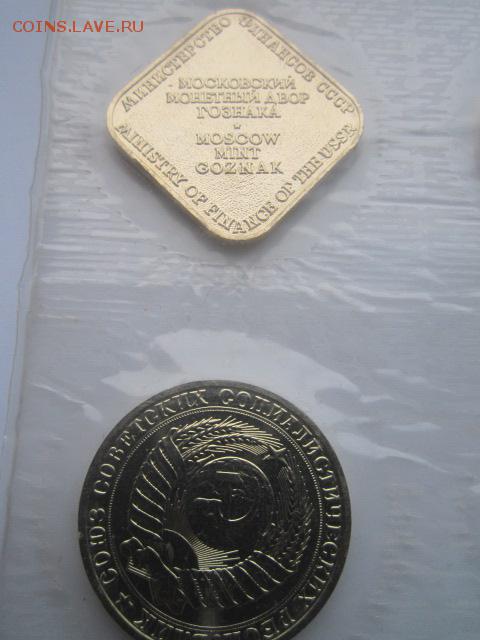 COINS.LAVE.RU
МИНИСТЕРСТВО ФИНАНСОВ СССР
МОСКОВСКИЙ
МОНЕТНЫЙ ДВОР
ГОЗНАКА
MOSCOW
MINT
GOZNAK
MINISTRY OF FINANCE OF THE USSR
СОЮЗ СОВЕТСКИХ СОЦИАЛИСТИЧЕСКИХ РЕСПУБЛИК